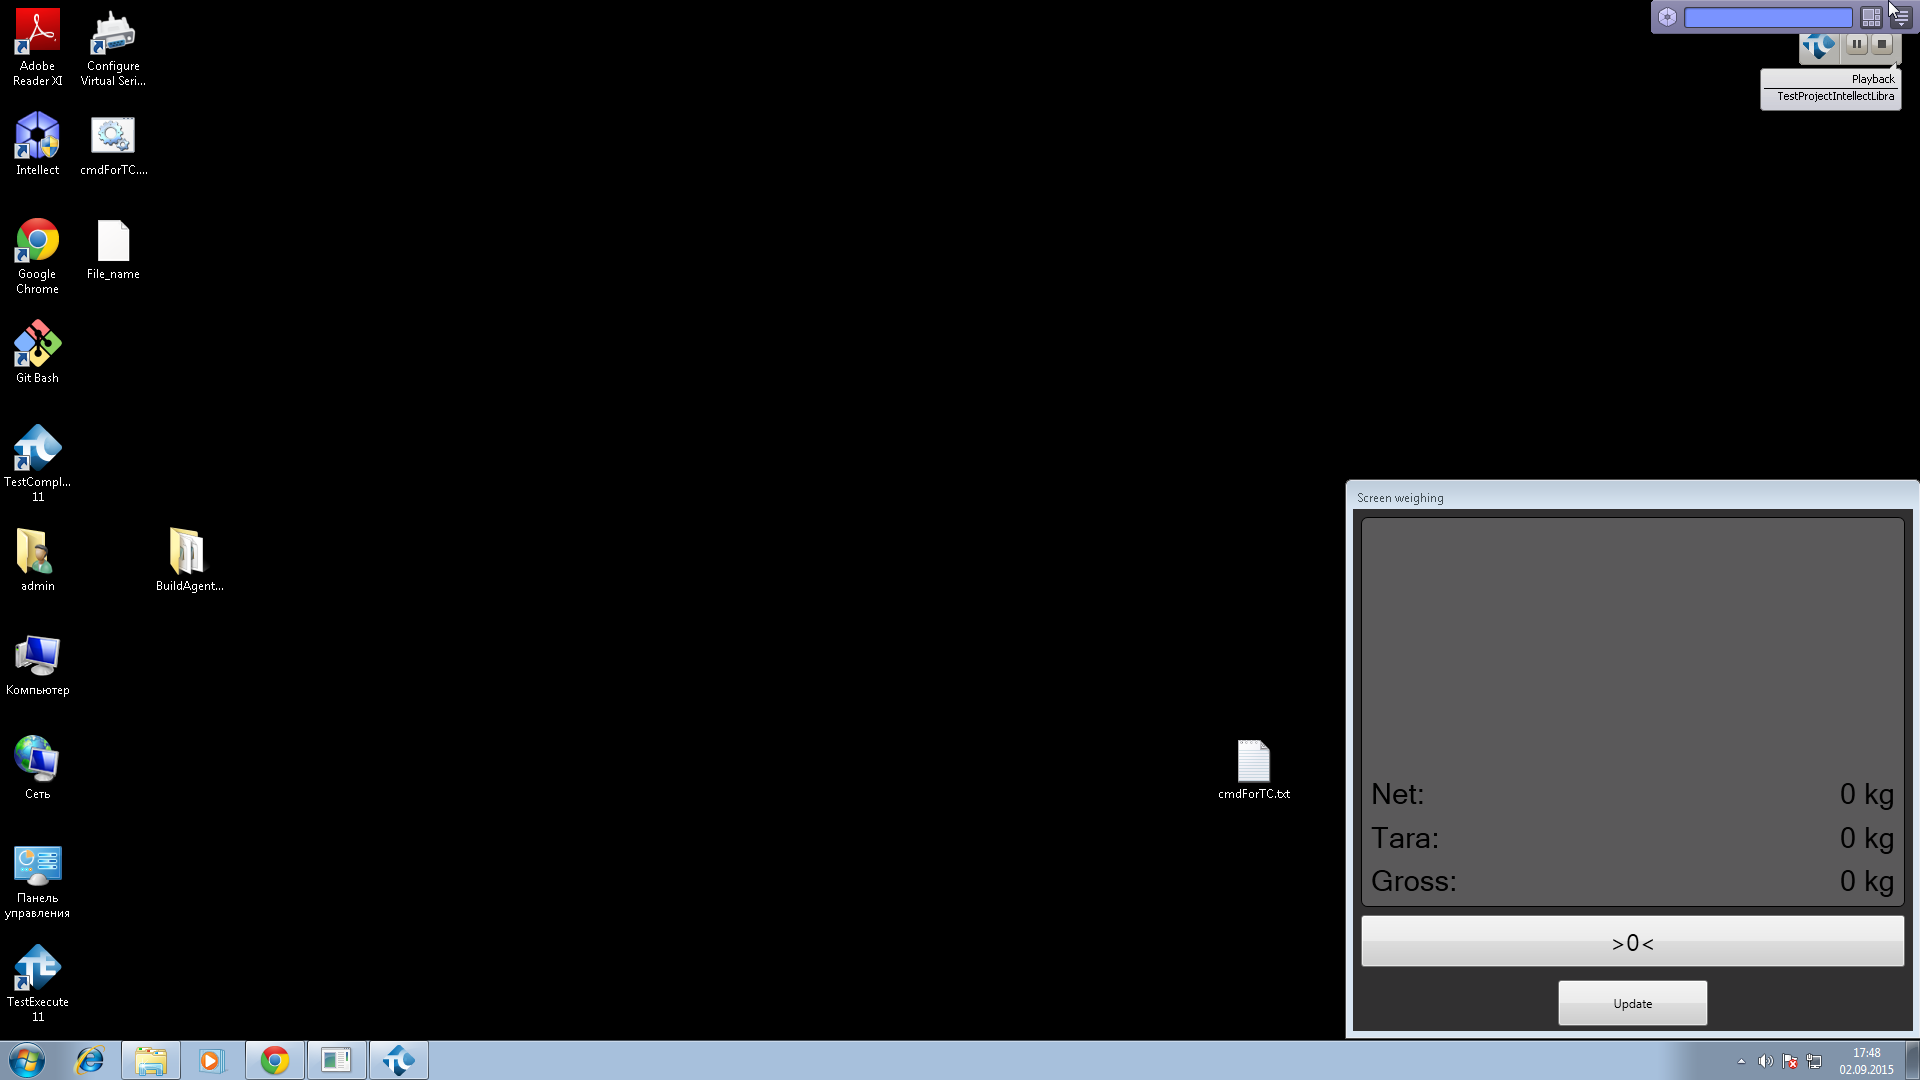 Adobe
Reader XI
Configure
Virtual Seri...
Intellect
cmdForTC....
Google
Chrome
File_name
Git Bash
TestCompl...
11
admin
BuildAgent...
Компьютер
Сеть
cmdForTC.txt
Панель
управления
TestExecute
11
Playback
TestProjectIntellectLibra
Screen weighing
Net: 0 kg
Tara: 0 kg
Gross: 0 kg
>0<
Update
17:48
02.09.2015